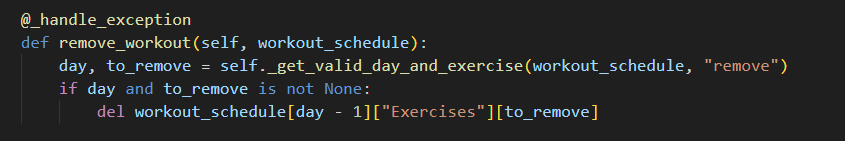 @_handle_exception
def remove_workout(self, workout_schedule):
    day, to_remove = self._get_valid_day_and_exercise(workout_schedule, "remove")
    if day and to_remove is not None:
        del workout_schedule[day - 1]["Exercises"][to_remove]